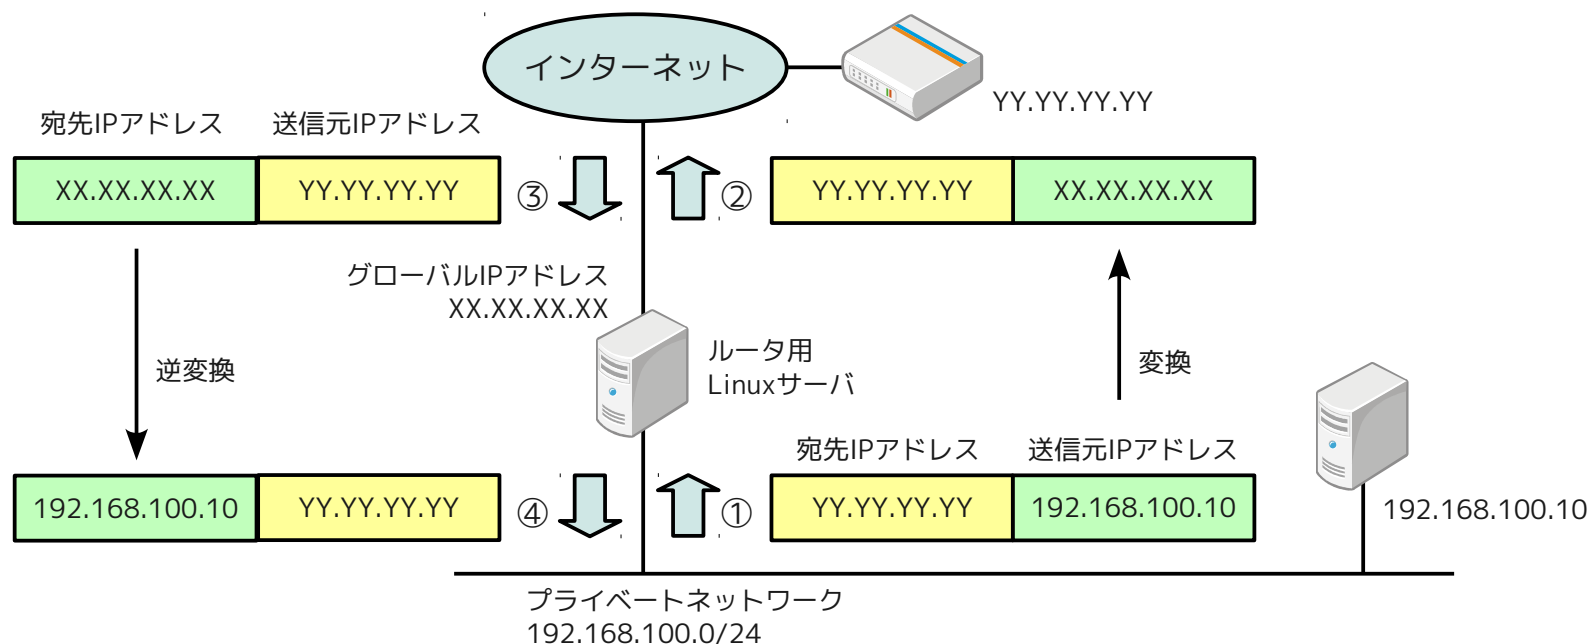 インターネット
YY.YY.YY.YY
宛先IPアドレス 送信元IPアドレス
XX.XX.XX.XX YY.YY.YY.YY ③ ② YY.YY.YY.YY XX.XX.XX.XX
グローバルIPアドレス
XX.XX.XX.XX
逆変換
ルータ用
Linuxサーバ
変換
宛先IPアドレス 送信元IPアドレス
192.168.100.10 YY.YY.YY.YY ④ ① YY.YY.YY.YY 192.168.100.10
192.168.100.10
プライベートネットワーク
192.168.100.0/24